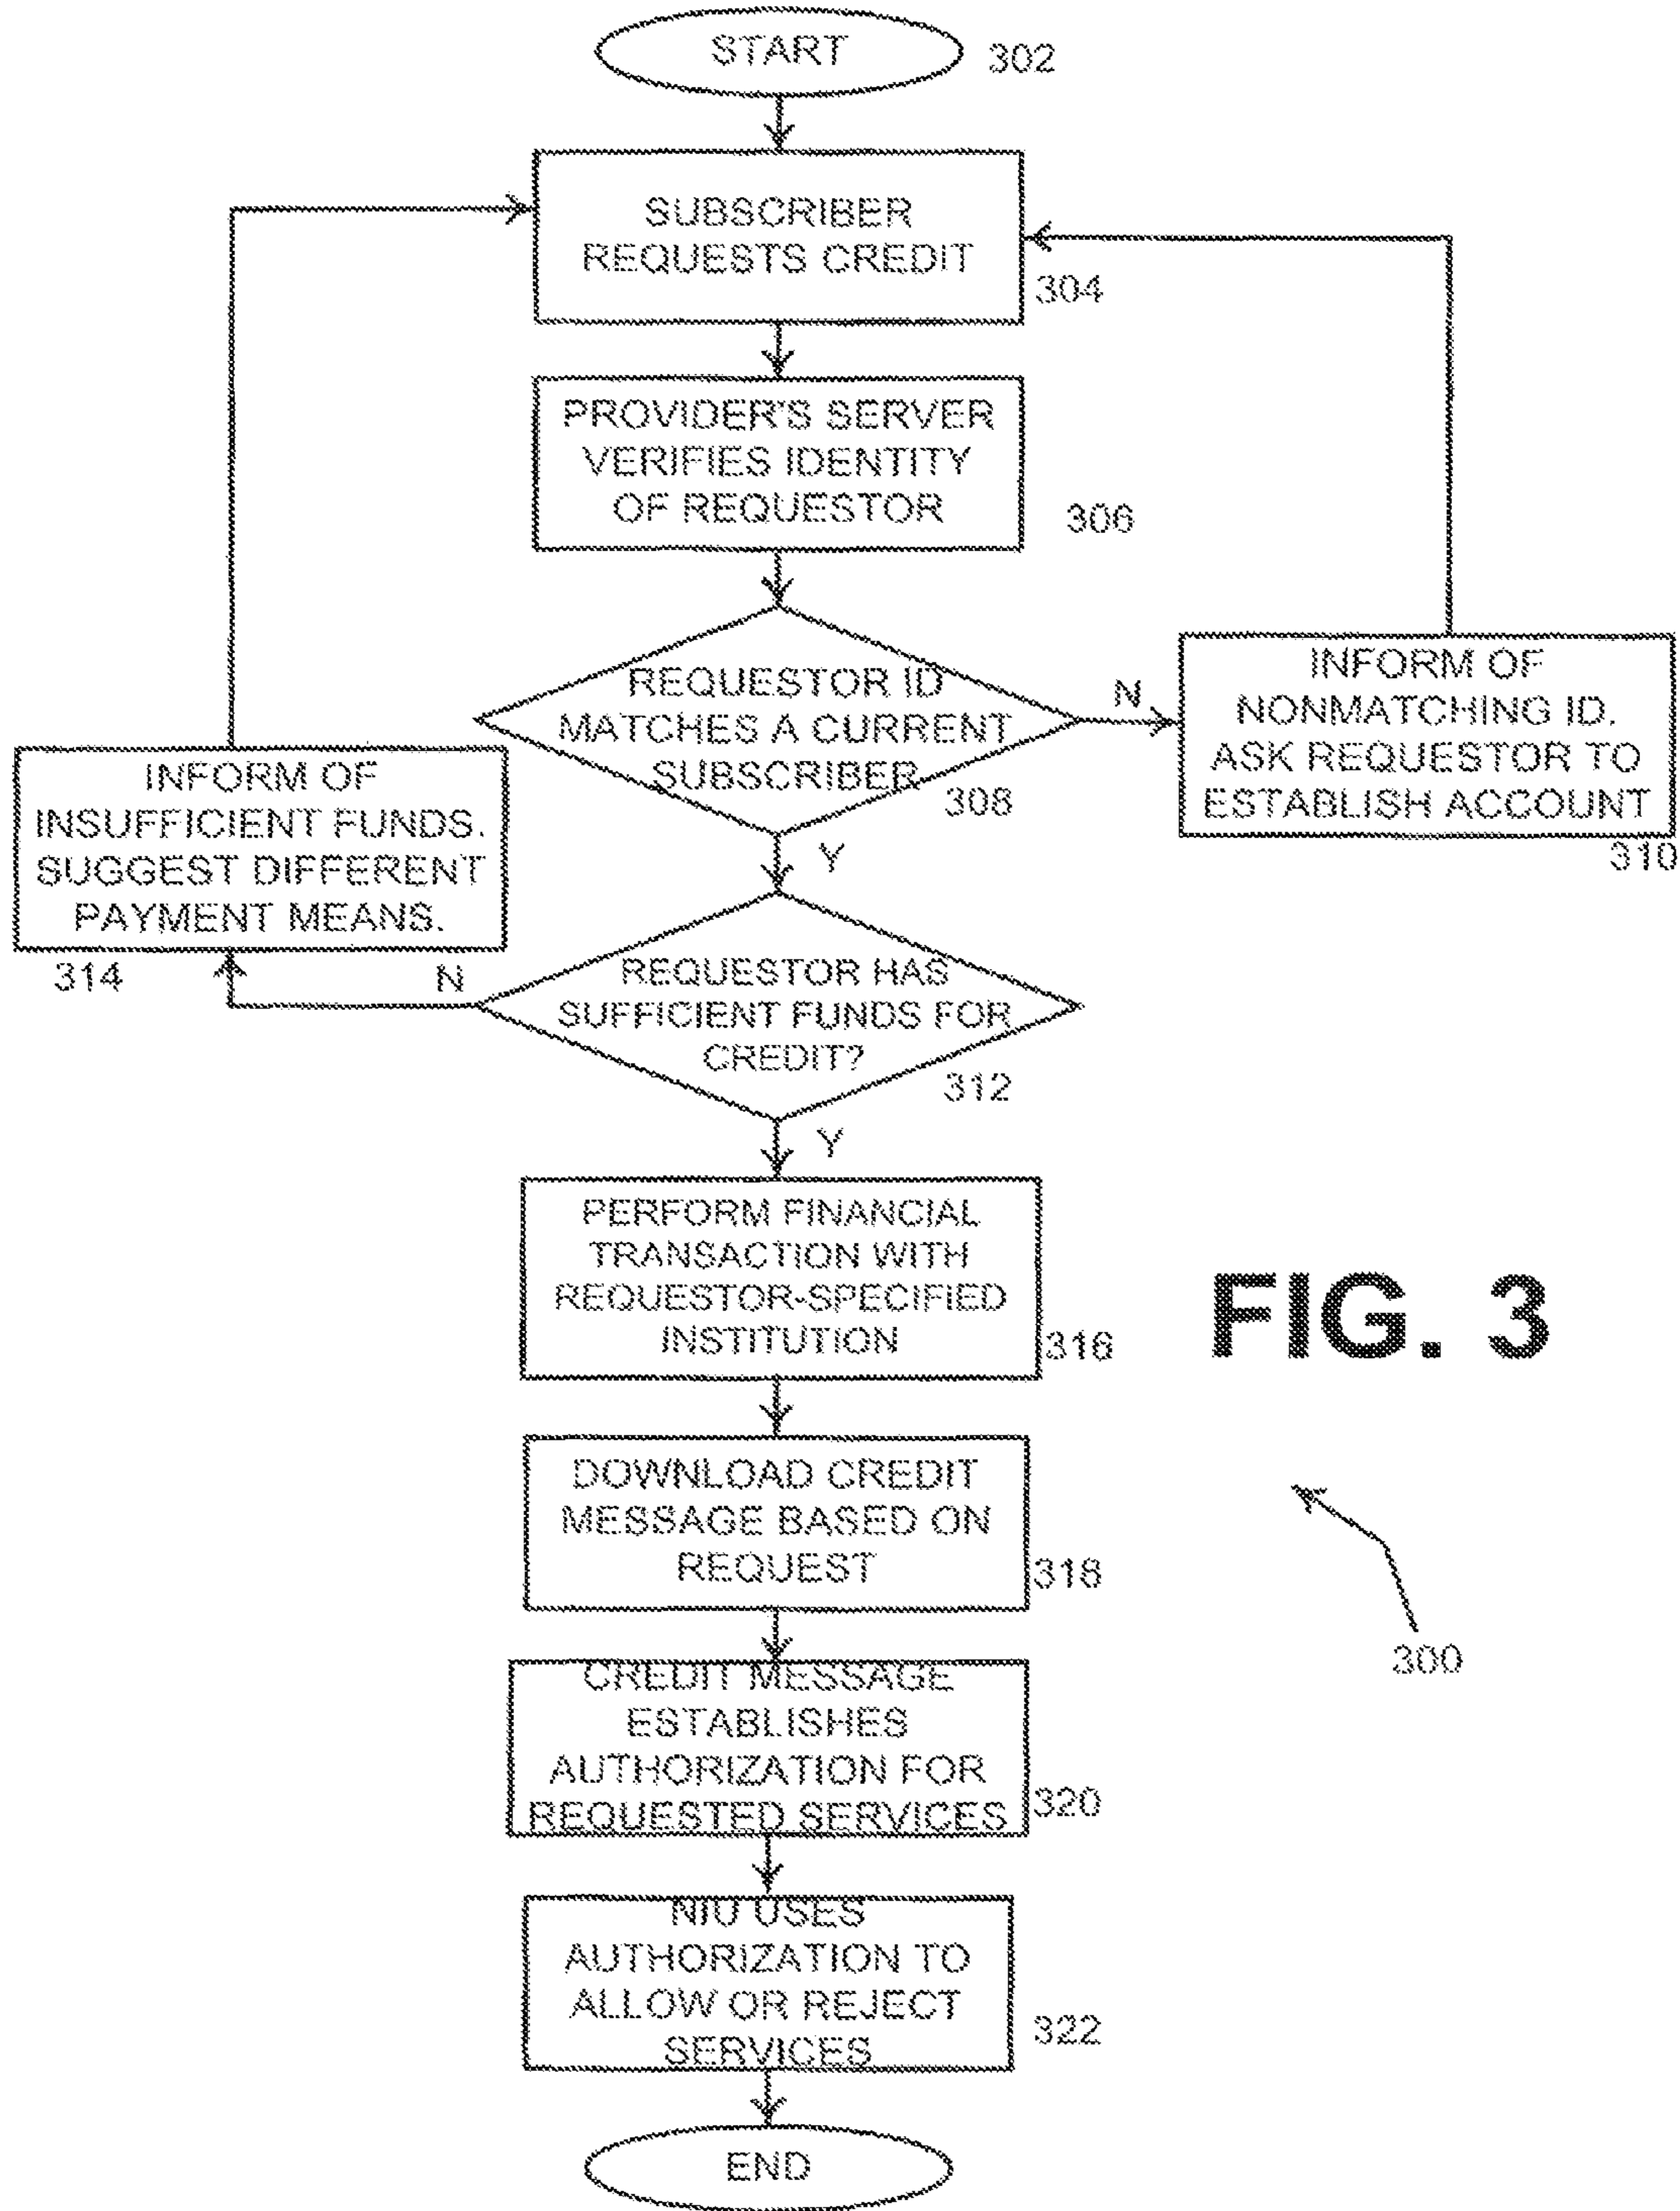 START
302
SUBSCRIBER
REQUESTS CREDIT
304
PROVIDER'S SERVER
VERIFIES IDENTITY
OF REQUESTOR
306
REQUESTOR ID
MATCHES A CURRENT
SUBSCRIBER
308
N
INFORM OF
NONMATCHING ID.
ASK REQUESTOR TO
ESTABLISH ACCOUNT
310
Y
INFORM OF
INSUFFICIENT FUNDS.
SUGGEST DIFFERENT
PAYMENT MEANS.
314
N
REQUESTOR HAS
SUFFICIENT FUNDS FOR
CREDIT?
312
Y
PERFORM FINANCIAL
TRANSACTION WITH
REQUESTOR-SPECIFIED
INSTITUTION
316
FIG. 3
DOWNLOAD CREDIT
MESSAGE BASED ON
REQUEST
318
300
CREDIT MESSAGE
ESTABLISHES
AUTHORIZATION FOR
REQUESTED SERVICES
320
NIU USES
AUTHORIZATION TO
ALLOW OR REJECT
SERVICES
322
END